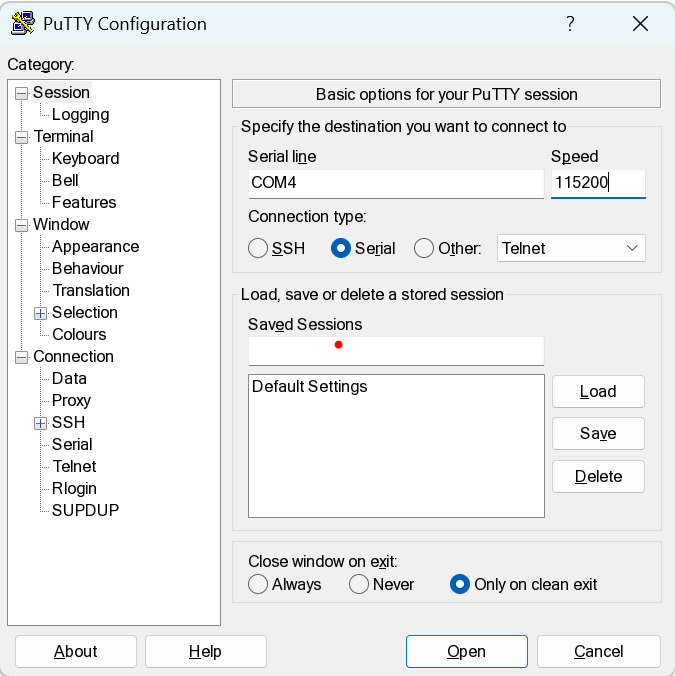 PuTTY Configuration
?
Category:
Session
Logging
Terminal
Keyboard
Bell
Features
Window
Appearance
Behaviour
Translation
Selection
Colours
Connection
Data
Proxy
SSH
Serial
Telnet
Rlogin
SUPDUP
Basic options for your PuTTY session
Specify the destination you want to connect to
Serial line Speed
COM4 115200
Connection type:
SSH Serial Other: Telnet
Load, save or delete a stored session
Saved Sessions
Default Settings
Load
Save
Delete
Close window on exit:
Always Never Only on clean exit
About Help Open Cancel